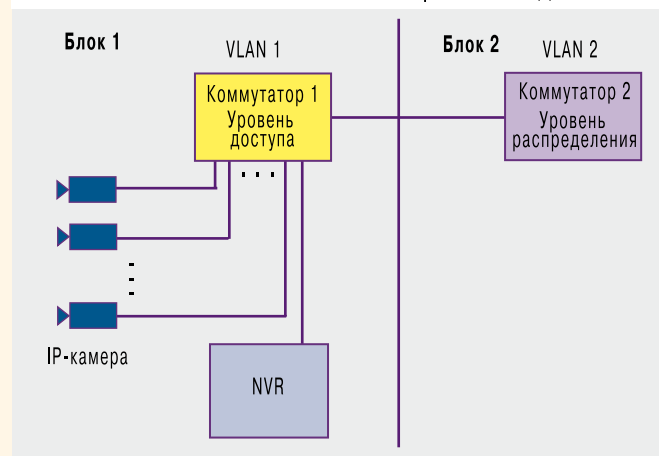 Блок 1
VLAN 1
Блок 2
VLAN 2
Коммутатор 1
Уровень
доступа
Коммутатор 2
Уровень
распределения
. . .
IP-камера
NVR